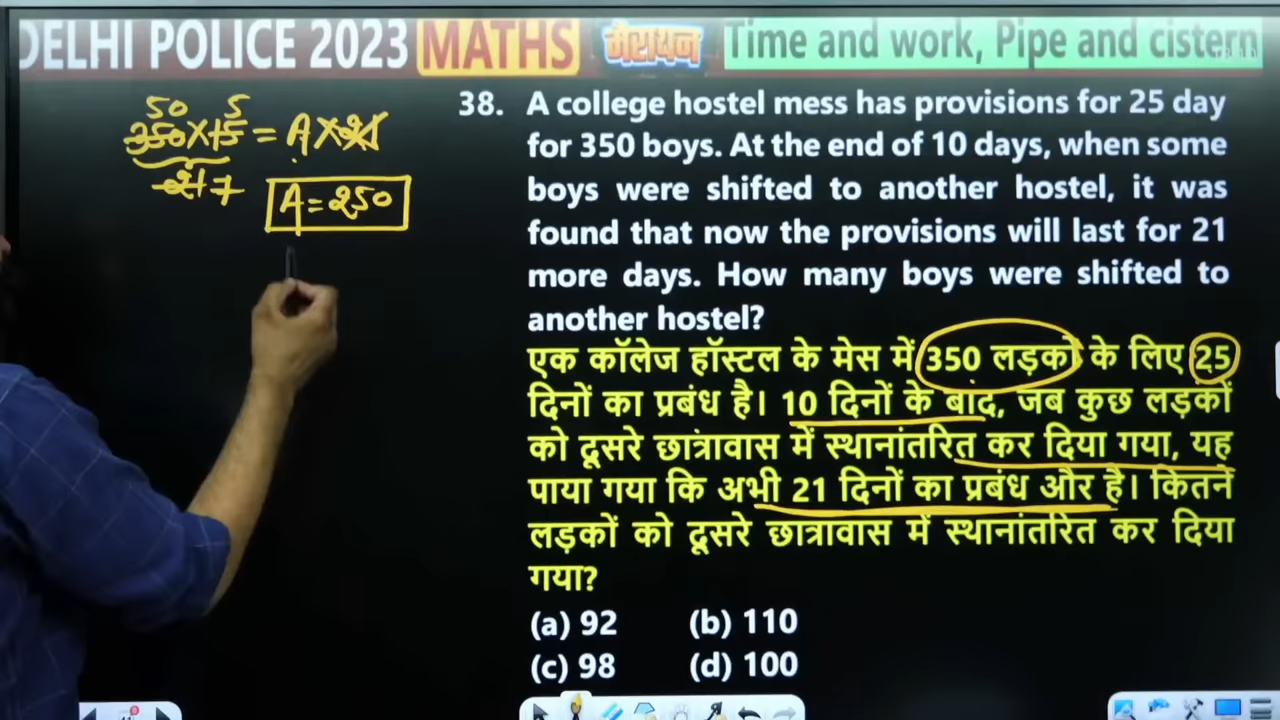 DELHI POLICE 2023 MATHS मैराथन Time and work, Pipe and cistern
50 5
350×15 = A×21
21 7
A = 250
38. A college hostel mess has provisions for 25 day
for 350 boys. At the end of 10 days, when some
boys were shifted to another hostel, it was
found that now the provisions will last for 21
more days. How many boys were shifted to
another hostel?
एक कॉलेज हॉस्टल के मेस में 350 लड़कों के लिए 25
दिनों का प्रबंध है। 10 दिनों के बाद, जब कुछ लड़कों
को दूसरे छात्रावास में स्थानांतरित कर दिया गया, यह
पाया गया कि अभी 21 दिनों का प्रबंध और है। कितने
लड़कों को दूसरे छात्रावास में स्थानांतरित कर दिया
गया?
(a) 92 (b) 110
(c) 98 (d) 100